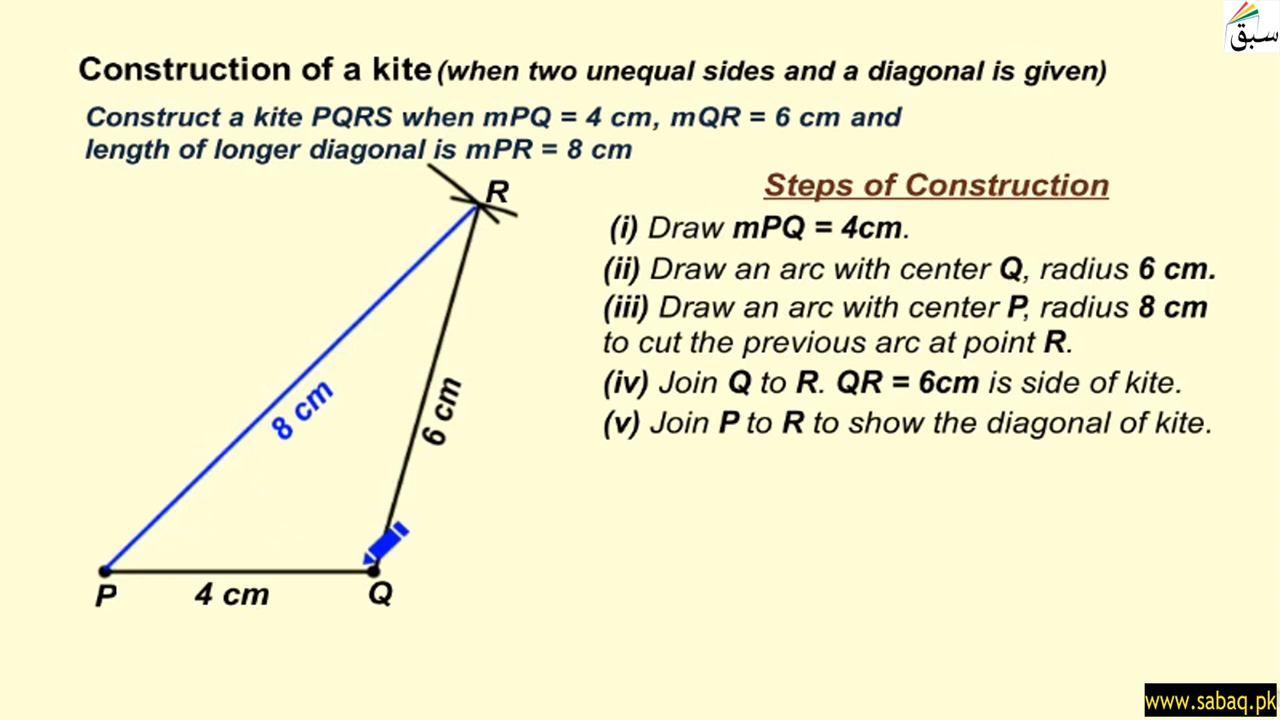 سبق
Construction of a kite (when two unequal sides and a diagonal is given)
Construct a kite PQRS when mPQ = 4 cm, mQR = 6 cm and
length of longer diagonal is mPR = 8 cm
R
8 cm
6 cm
P
4 cm
Q
Steps of Construction
(i) Draw mPQ = 4cm.
(ii) Draw an arc with center Q, radius 6 cm.
(iii) Draw an arc with center P, radius 8 cm
to cut the previous arc at point R.
(iv) Join Q to R. QR = 6cm is side of kite.
(v) Join P to R to show the diagonal of kite.
www.sabaq.pk